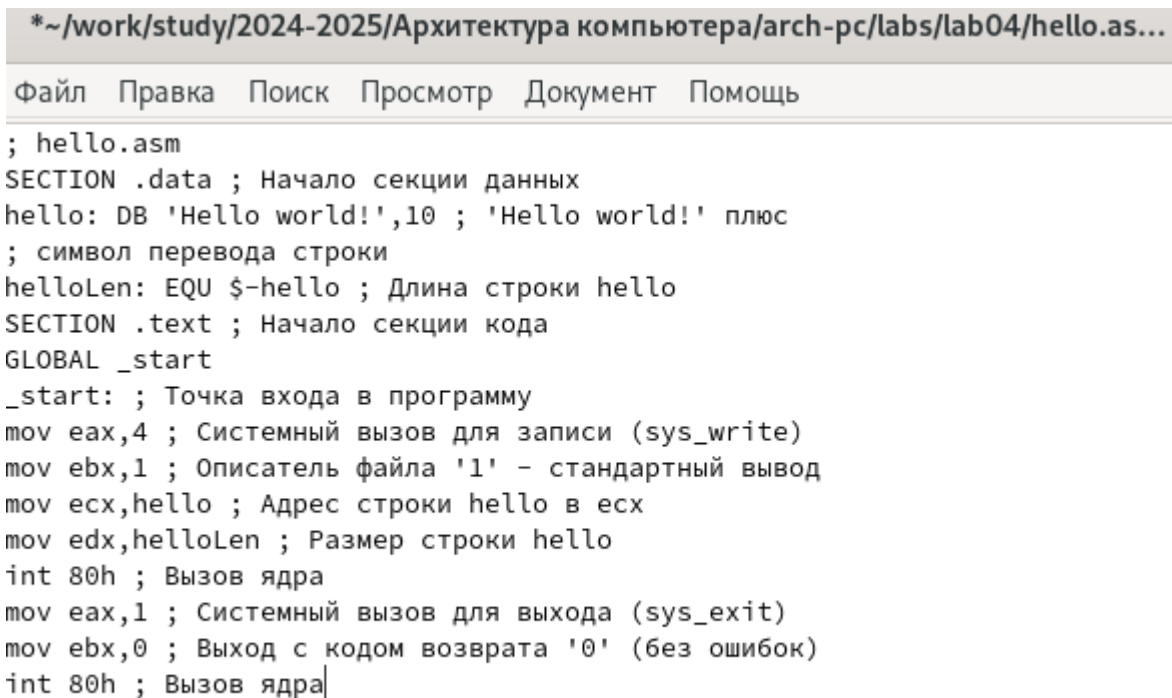 *~/work/study/2024-2025/Архитектура компьютера/arch-pc/labs/lab04/hello.as...
Файл Правка Поиск Просмотр Документ Помощь
; hello.asm
SECTION .data ; Начало секции данных
hello: DB 'Hello world!',10 ; 'Hello world!' плюс
; символ перевода строки
helloLen: EQU $-hello ; Длина строки hello
SECTION .text ; Начало секции кода
GLOBAL _start
_start: ; Точка входа в программу
mov eax,4 ; Системный вызов для записи (sys_write)
mov ebx,1 ; Описатель файла '1' - стандартный вывод
mov ecx,hello ; Адрес строки hello в ecx
mov edx,helloLen ; Размер строки hello
int 80h ; Вызов ядра
mov eax,1 ; Системный вызов для выхода (sys_exit)
mov ebx,0 ; Выход с кодом возврата '0' (без ошибок)
int 80h ; Вызов ядра